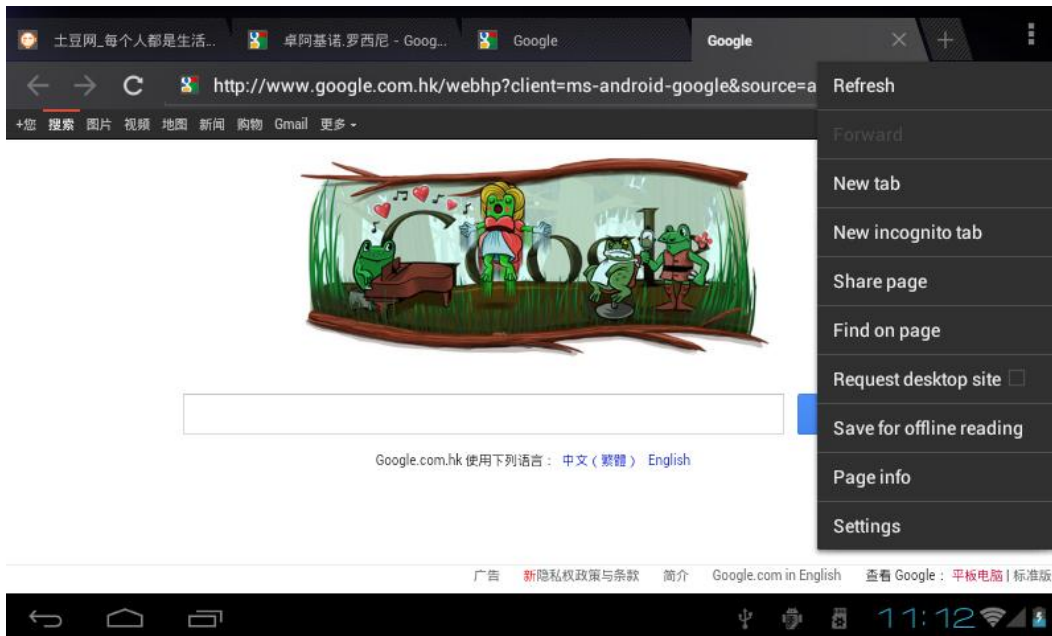 土豆网_每个人都是生活... 卓阿基诺.罗西尼 - Goog... Google Google
http://www.google.com.hk/webhp?client=ms-android-google&source=a
+您 搜索 图片 视频 地图 新闻 购物 Gmail 更多
Google
Google.com.hk 使用下列语言： 中文（繁體） English
广告 新隐私权政策与条款 简介 Google.com in English 查看 Google： 平板电脑 | 标准版
Refresh
Forward
New tab
New incognito tab
Share page
Find on page
Request desktop site
Save for offline reading
Page info
Settings
11:12